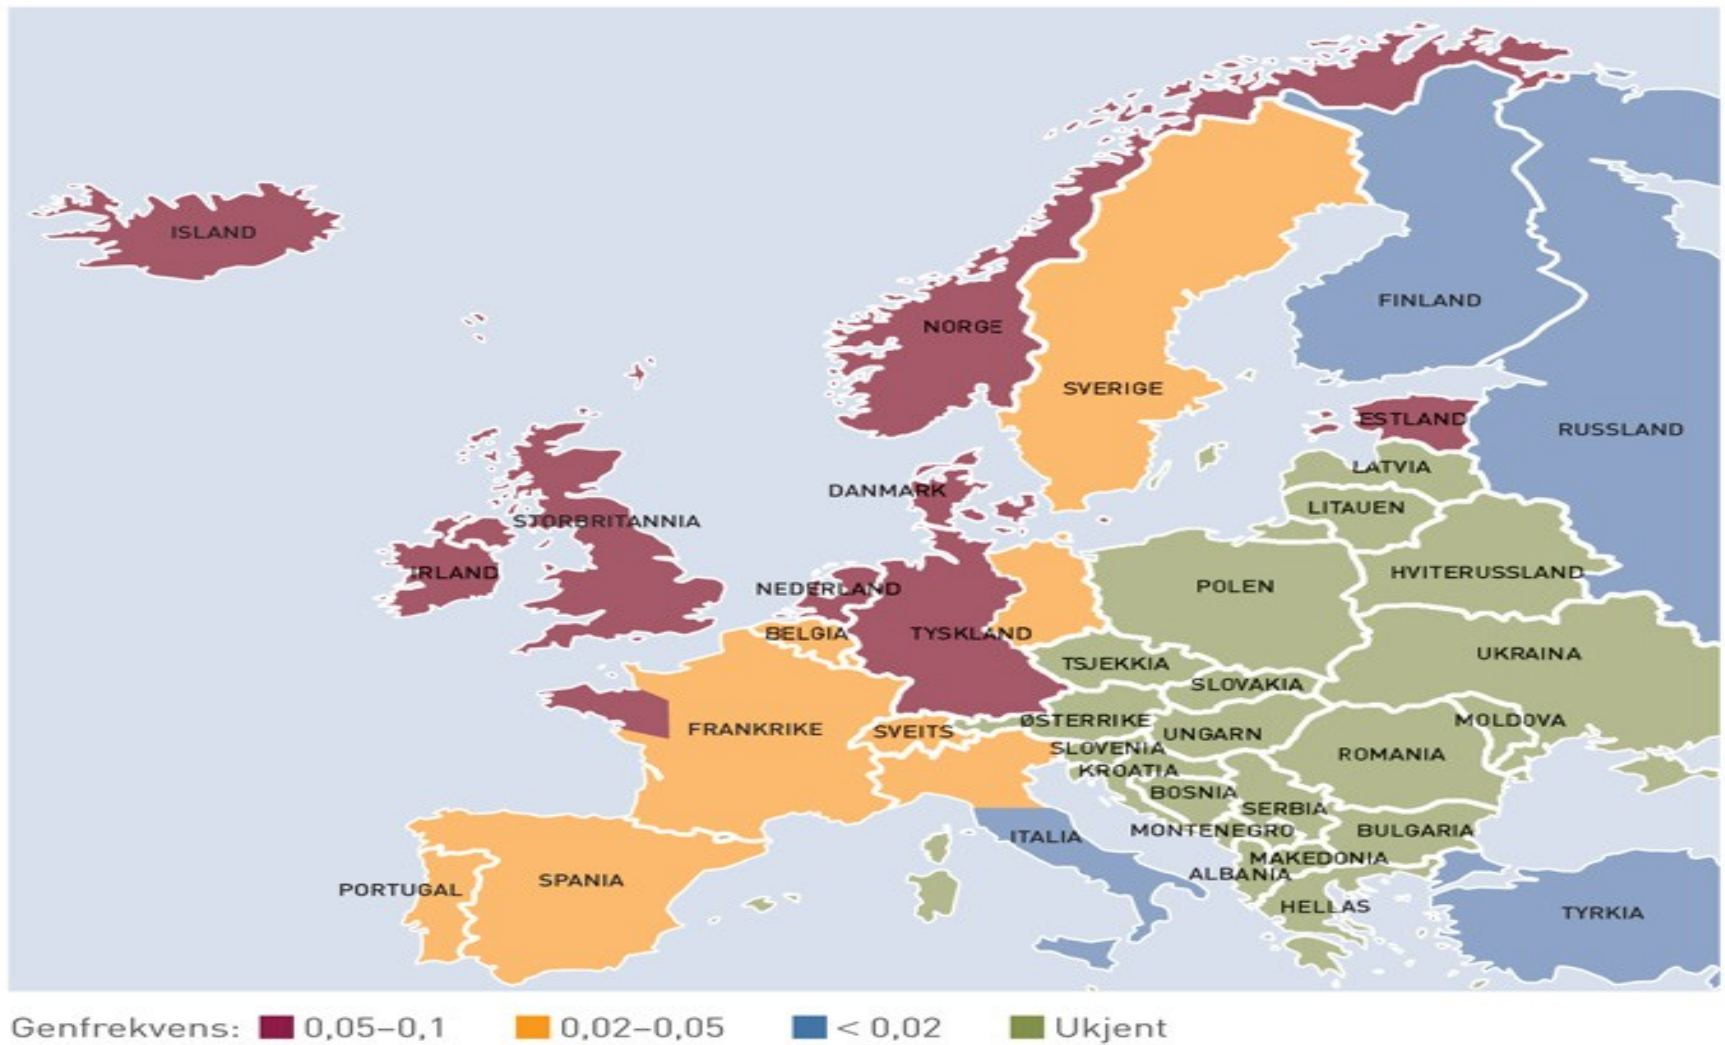 ISLAND
NORGE
FINLAND
SVERIGE
ESTLAND
RUSSLAND
LATVIA
DANMARK
LITAUEN
STORBRITANNIA
IRLAND
HVITERUSSLAND
NEDERLAND
POLEN
BELGIA
TYSKLAND
UKRAINA
TSJEKKIA
SLOVAKIA
ØSTERRIKE
MOLDOVA
FRANKRIKE
SVEITS
UNGARN
SLOVENIA
ROMANIA
KROATIA
BOSNIA
SERBIA
MONTENEGRO
BULGARIA
ITALIA
MAKEDONIA
ALBANIA
SPANIA
PORTUGAL
HELLAS
TYRKIA
Genfrekvens: 0,05–0,1 0,02–0,05 < 0,02 Ukjent